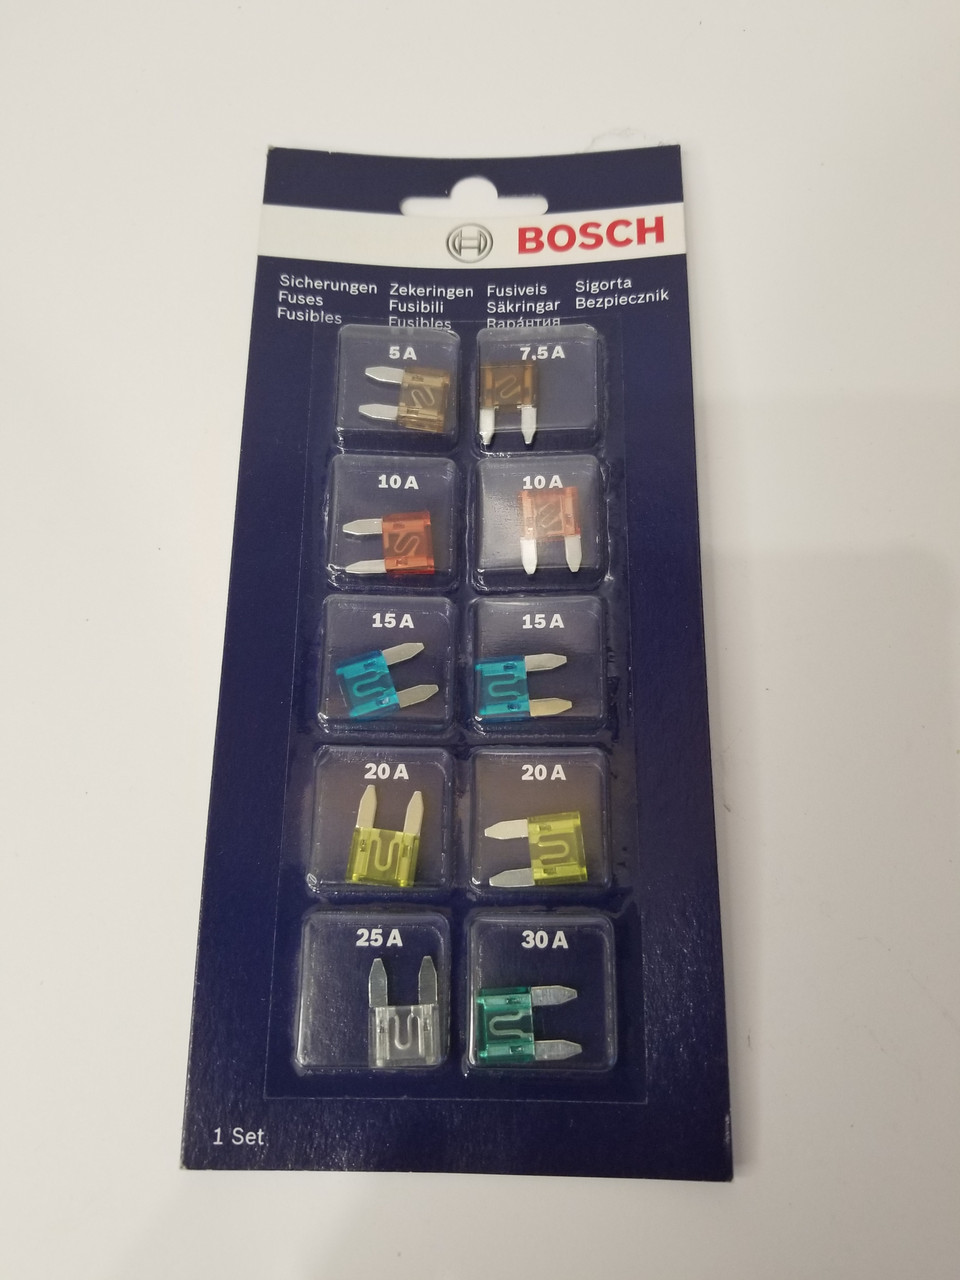 BOSCH
Sicherungen Zekeringen Fusiveis Sigorta
Fuses Fusibili Säkringar Bezpiecznik
Fusibles Fusibles
5 A 7,5 A
10 A 10 A
15 A 15 A
20 A 20 A
25 A 30 A
1 Set